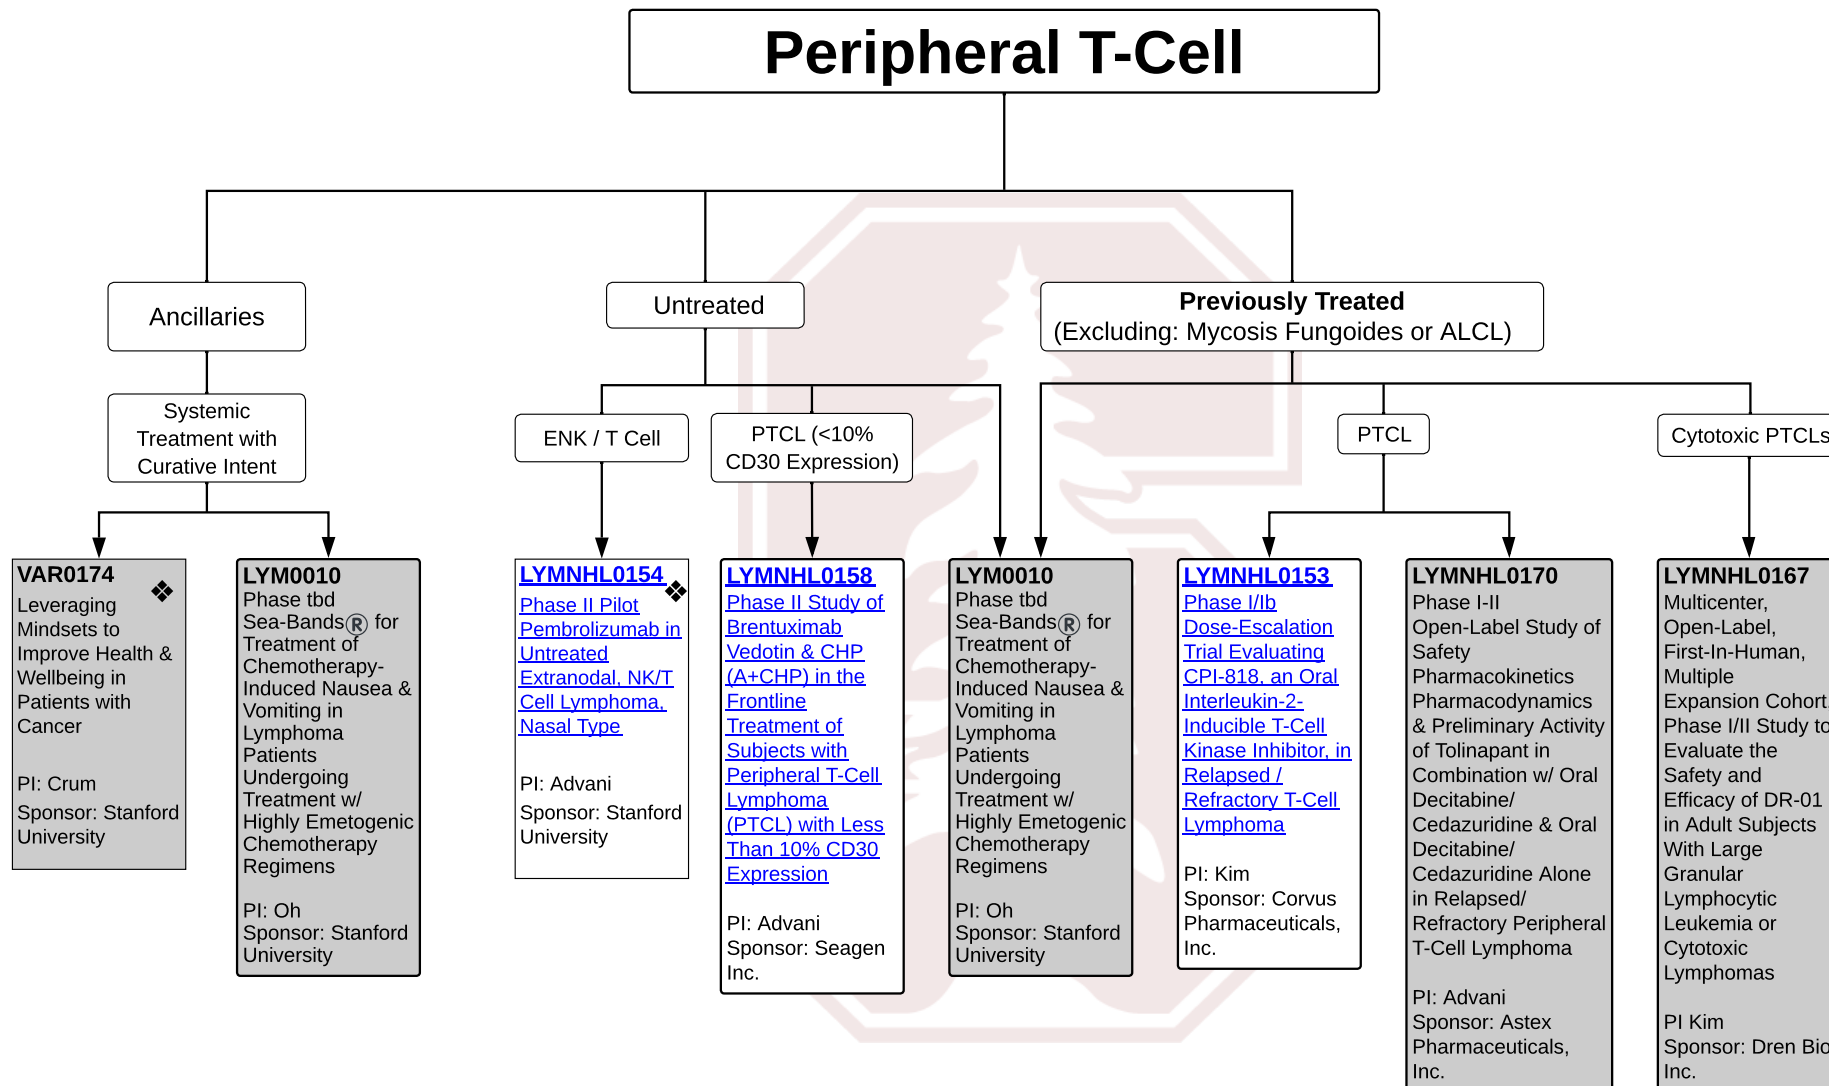 Peripheral T-Cell
Ancillaries
Untreated
Previously Treated
(Excluding: Mycosis Fungoides or ALCL)
Systemic
Treatment with
Curative Intent
ENK / T Cell
PTCL (<10%
CD30 Expression)
PTCL
Cytotoxic PTCLs
VAR0174
❖
Leveraging
Mindsets to
Improve Health &
Wellbeing in
Patients with
Cancer
PI: Crum
Sponsor: Stanford
University
LYM0010
Phase tbd
Sea-Bands® for
Treatment of
Chemotherapy-
Induced Nausea &
Vomiting in
Lymphoma
Patients
Undergoing
Treatment w/
Highly Emetogenic
Chemotherapy
Regimens
PI: Oh
Sponsor: Stanford
University
LYMNHL0154
❖
Phase II Pilot
Pembrolizumab in
Untreated
Extranodal, NK/T
Cell Lymphoma,
Nasal Type
PI: Advani
Sponsor: Stanford
University
LYMNHL0158
Phase II Study of
Brentuximab
Vedotin & CHP
(A+CHP) in the
Frontline
Treatment of
Subjects with
Peripheral T-Cell
Lymphoma
(PTCL) with Less
Than 10% CD30
Expression
PI: Advani
Sponsor: Seagen
Inc.
LYM0010
Phase tbd
Sea-Bands® for
Treatment of
Chemotherapy-
Induced Nausea &
Vomiting in
Lymphoma
Patients
Undergoing
Treatment w/
Highly Emetogenic
Chemotherapy
Regimens
PI: Oh
Sponsor: Stanford
University
LYMNHL0153
Phase I/Ib
Dose-Escalation
Trial Evaluating
CPI-818, an Oral
Interleukin-2-
Inducible T-Cell
Kinase Inhibitor, in
Relapsed /
Refractory T-Cell
Lymphoma
PI: Kim
Sponsor: Corvus
Pharmaceuticals,
Inc.
LYMNHL0170
Phase I-II
Open-Label Study of
Safety
Pharmacokinetics
Pharmacodynamics
& Preliminary Activity
of Tolinapant in
Combination w/ Oral
Decitabine/
Cedazuridine & Oral
Decitabine/
Cedazuridine Alone
in Relapsed/
Refractory Peripheral
T-Cell Lymphoma
PI: Advani
Sponsor: Astex
Pharmaceuticals,
Inc.
LYMNHL0167
Multicenter,
Open-Label,
First-In-Human,
Multiple
Expansion Cohort,
Phase I/II Study to
Evaluate the
Safety and
Efficacy of DR-01
in Adult Subjects
With Large
Granular
Lymphocytic
Leukemia or
Cytotoxic
Lymphomas
PI Kim
Sponsor: Dren Bio
Inc.